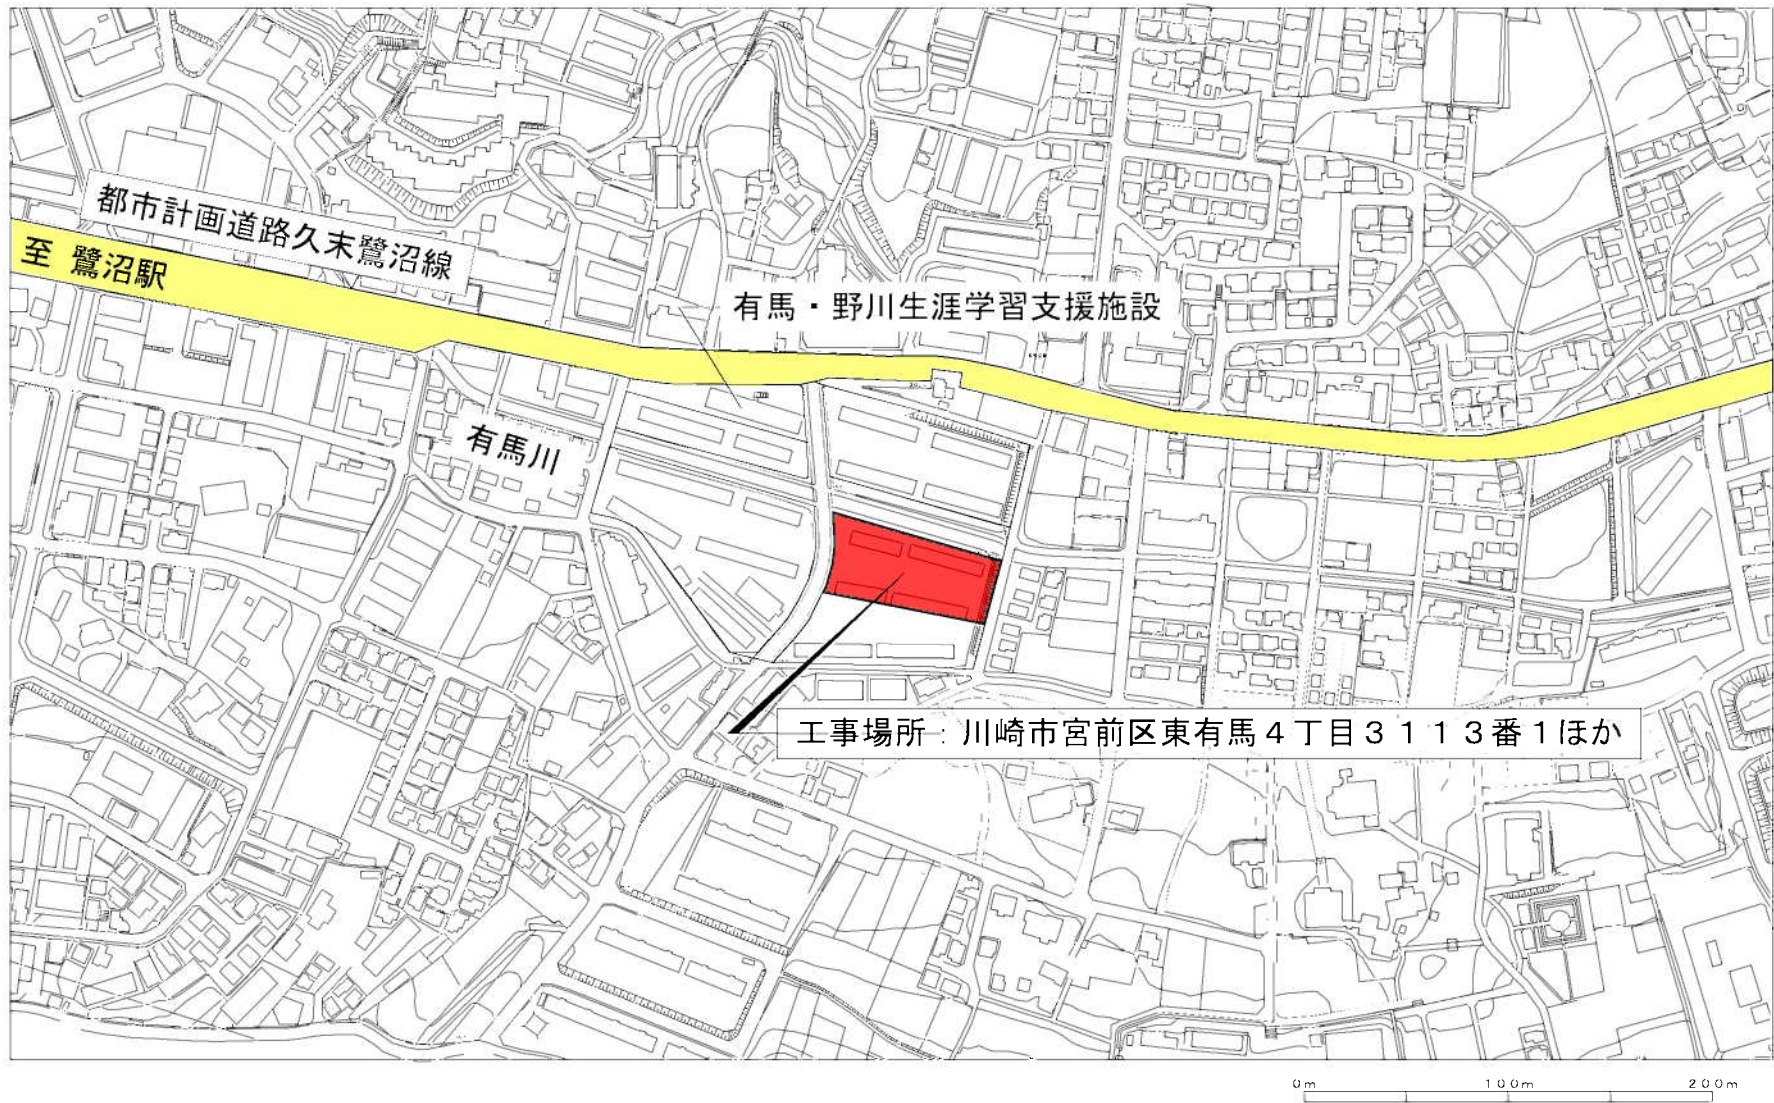 都市計画道路久末鷺沼線
至 鷺沼駅
有馬・野川生涯学習支援施設
有馬川
工事場所：川崎市宮前区東有馬４丁目３１１３番１ほか
0m 100m 200m